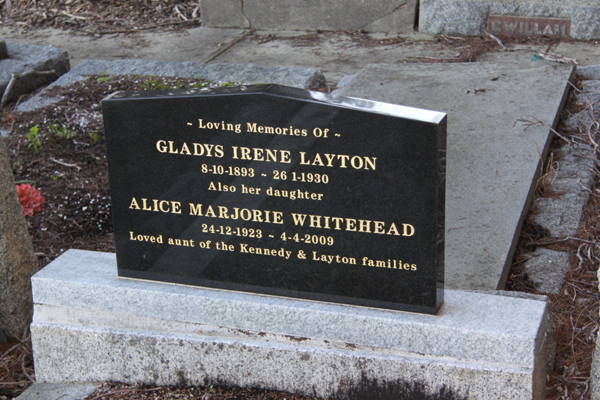 WILLAH
~ Loving Memories Of ~
GLADYS IRENE LAYTON
8-10-1893 ~ 26 1-1930
Also her daughter
ALICE MARJORIE WHITEHEAD
24-12-1923 ~ 4-4-2009
Loved aunt of the Kennedy & Layton families